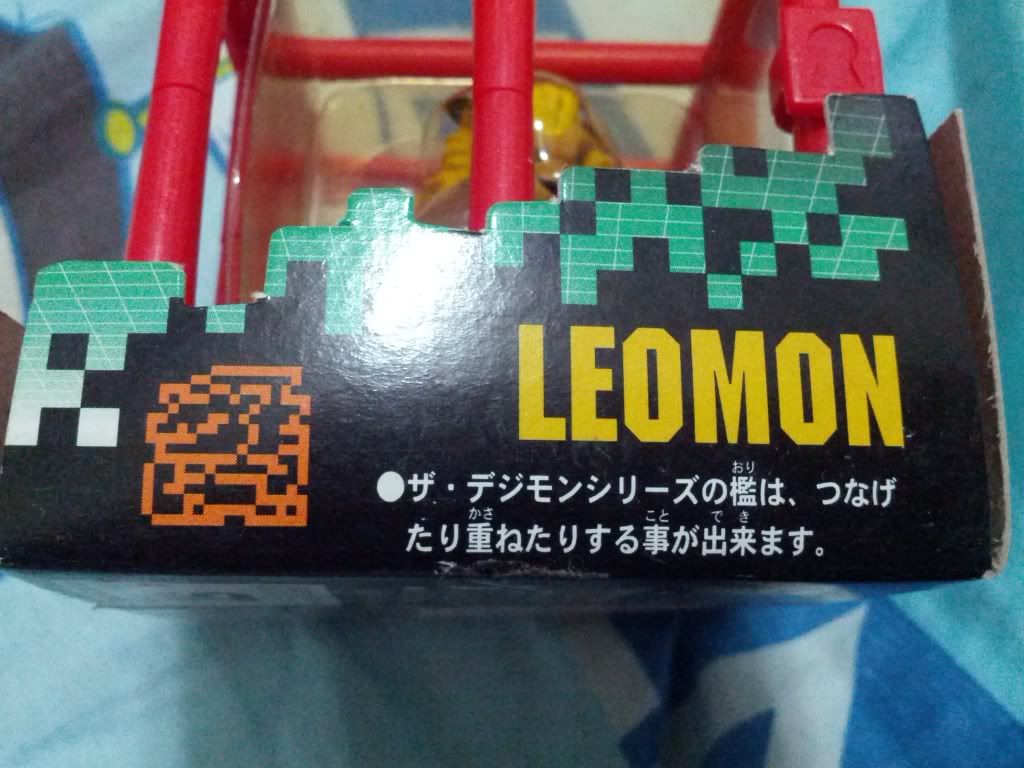 LEOMON
●ザ・デジモンシリーズの檻は、つなげ
たり重ねたりする事が出来ます。